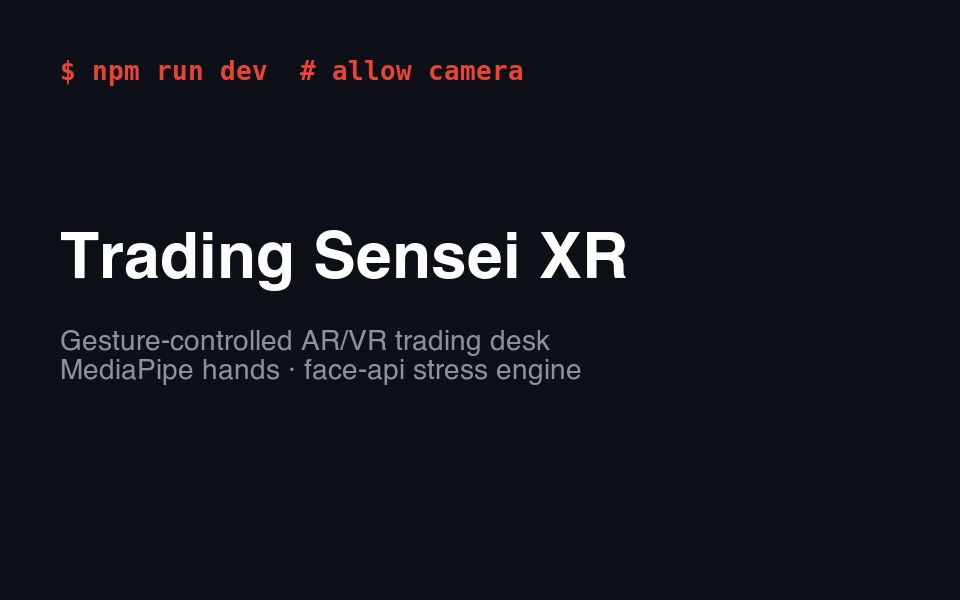 $ npm run dev  # allow camera
Trading Sensei XR
Gesture-controlled AR/VR trading desk
MediaPipe hands · face-api stress engine